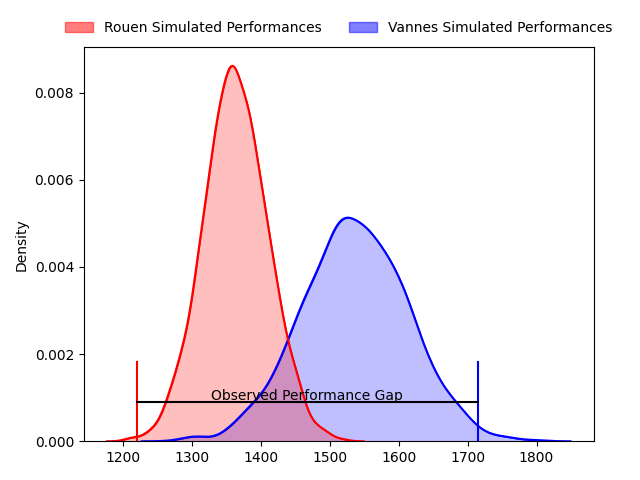 Rouen Simulated Performances Vannes Simulated Performances
0.008
0.006
Density
0.004
0.002
Observed Performance Gap
0.000
1200 1300 1400 1500 1600 1700 1800